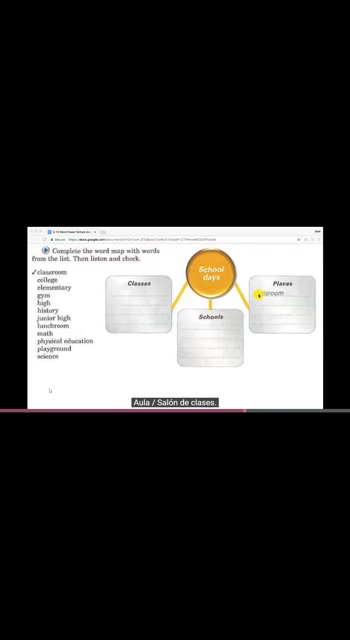 Secure
Complete the word map with words
from the list. Then listen and check.
✓classroom
college
elementary
gym
high
history
junior high
lunchroom
math
physical education
playground
science
School
days
Classes
Schools
Places
Aula / Salón de clases.